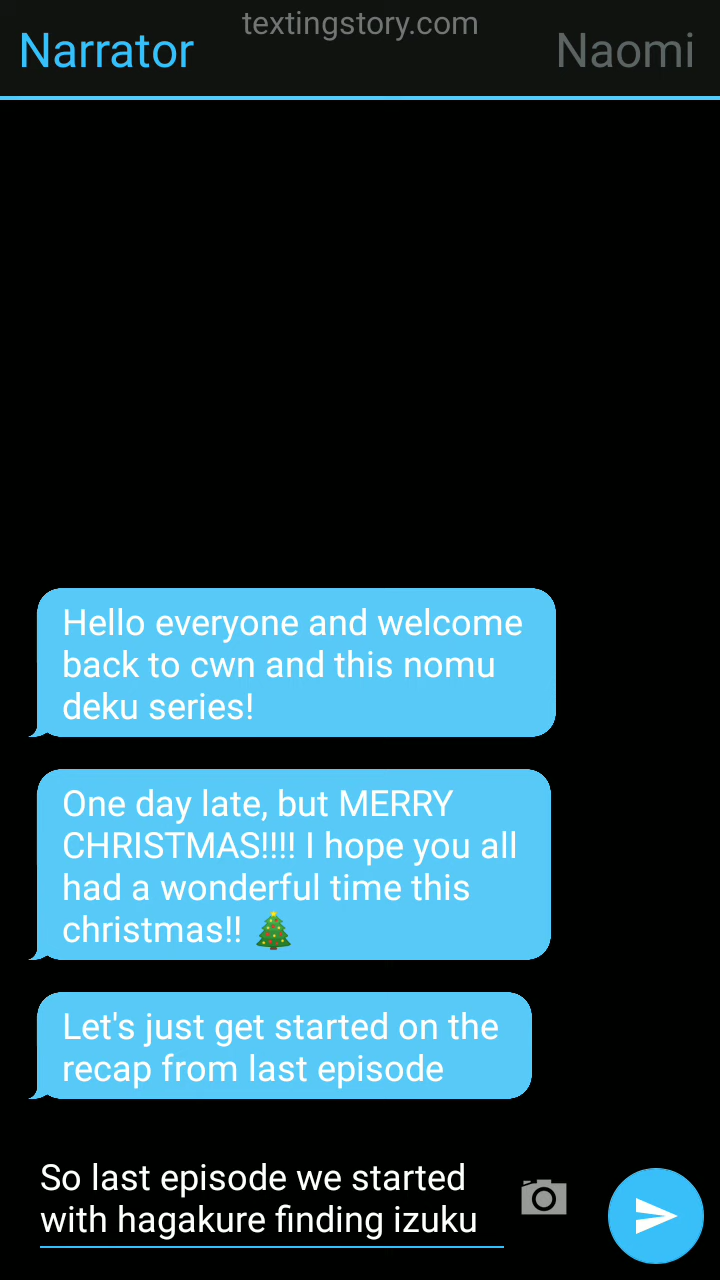 textingstory.com
Narrator
Naomi
Hello everyone and welcome
back to cwn and this nomu
deku series!
One day late, but MERRY
CHRISTMAS!!!! I hope you all
had a wonderful time this
christmas!! 🎄
Let's just get started on the
recap from last episode
So last episode we started
with hagakure finding izuku